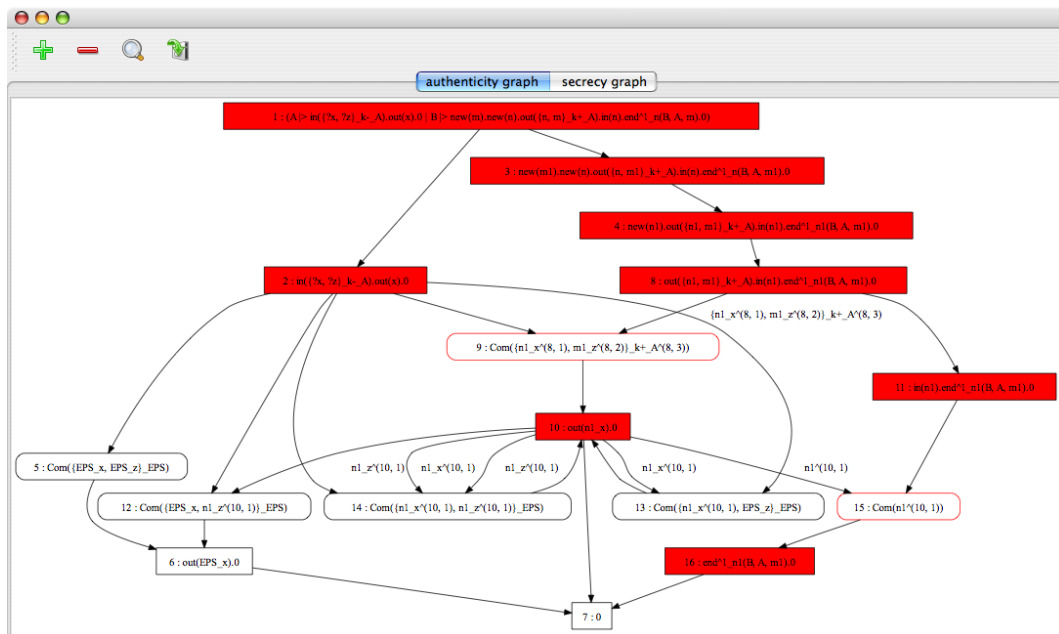 authenticity graph
secrecy graph
1 : (A |> in({?x, ?z}_k-_A).out(x).0 | B |> new(m).new(n).out({n, m}_k+_A).in(n).end^1_n(B, A, m).0)
3 : new(m1).new(n).out({n, m1}_k+_A).in(n).end^1_n(B, A, m1).0
4 : new(n1).out({n1, m1}_k+_A).in(n1).end^1_n1(B, A, m1).0
2 : in({?x, ?z}_k-_A).out(x).0
8 : out({n1, m1}_k+_A).in(n1).end^1_n1(B, A, m1).0
{n1_x^(8, 1), m1_z^(8, 2)}_k+_A^(8, 3)
9 : Com({n1_x^(8, 1), m1_z^(8, 2)}_k+_A^(8, 3))
11 : in(n1).end^1_n1(B, A, m1).0
10 : out(n1_x).0
5 : Com({EPS_x, EPS_z}_EPS)
n1_z^(10, 1)
n1_x^(10, 1)
n1_z^(10, 1)
n1_x^(10, 1)
n1^(10, 1)
12 : Com({EPS_x, n1_z^(10, 1)}_EPS)
14 : Com({n1_x^(10, 1), n1_z^(10, 1)}_EPS)
13 : Com({n1_x^(10, 1), EPS_z}_EPS)
15 : Com(n1^(10, 1))
6 : out(EPS_x).0
16 : end^1_n1(B, A, m1).0
7 : 0